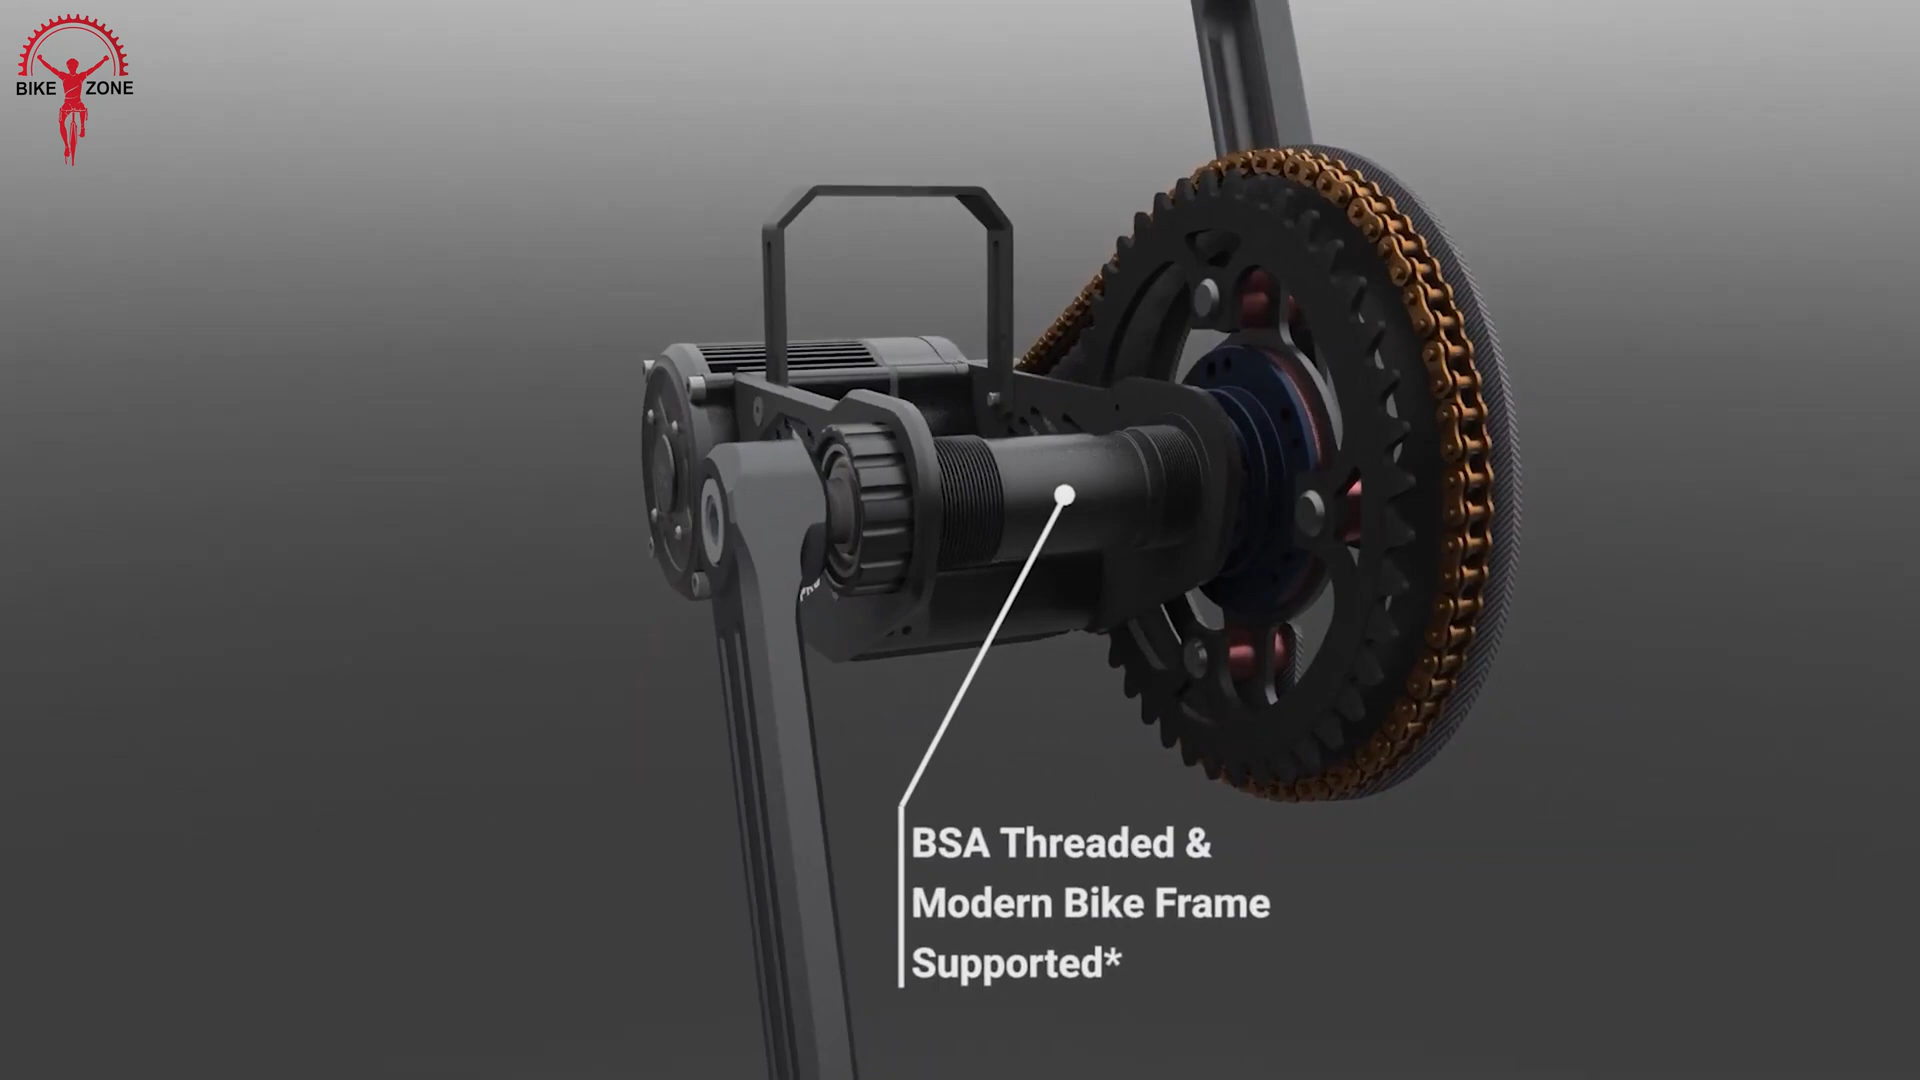 BIKE ZONE
BSA Threaded &
Modern Bike Frame
Supported*